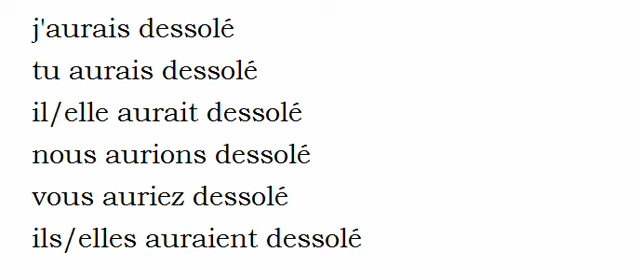 j'aurais dessolé
tu aurais dessolé
il/elle aurait dessolé
nous aurions dessolé
vous auriez dessolé
ils/elles auraient dessolé